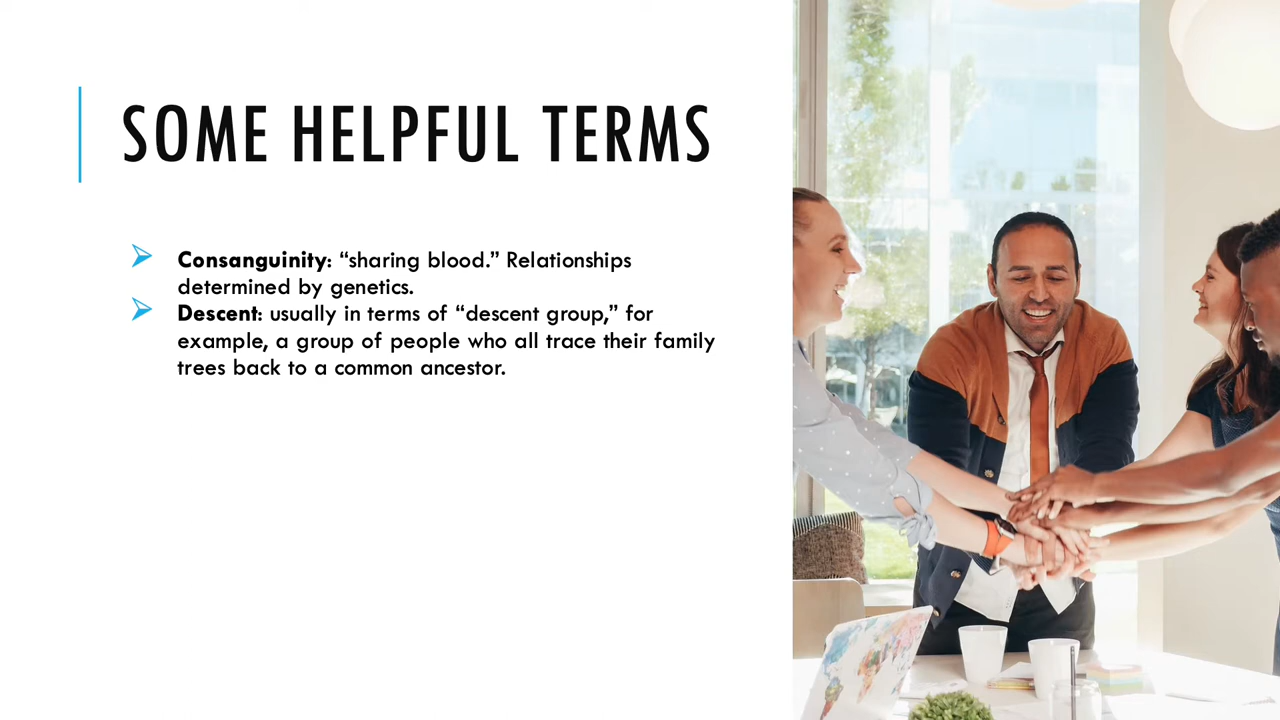 SOME HELPFUL TERMS
Consanguinity: “sharing blood.” Relationships
determined by genetics.
Descent: usually in terms of “descent group,” for
example, a group of people who all trace their family
trees back to a common ancestor.